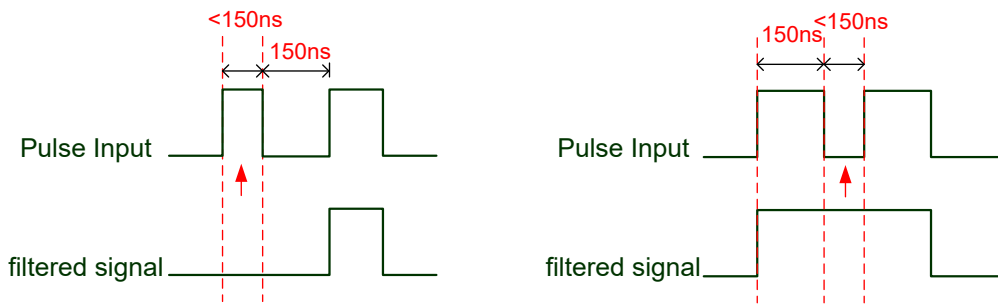 <150ns
150ns
Pulse Input
filtered signal
<150ns
150ns
Pulse Input
filtered signal